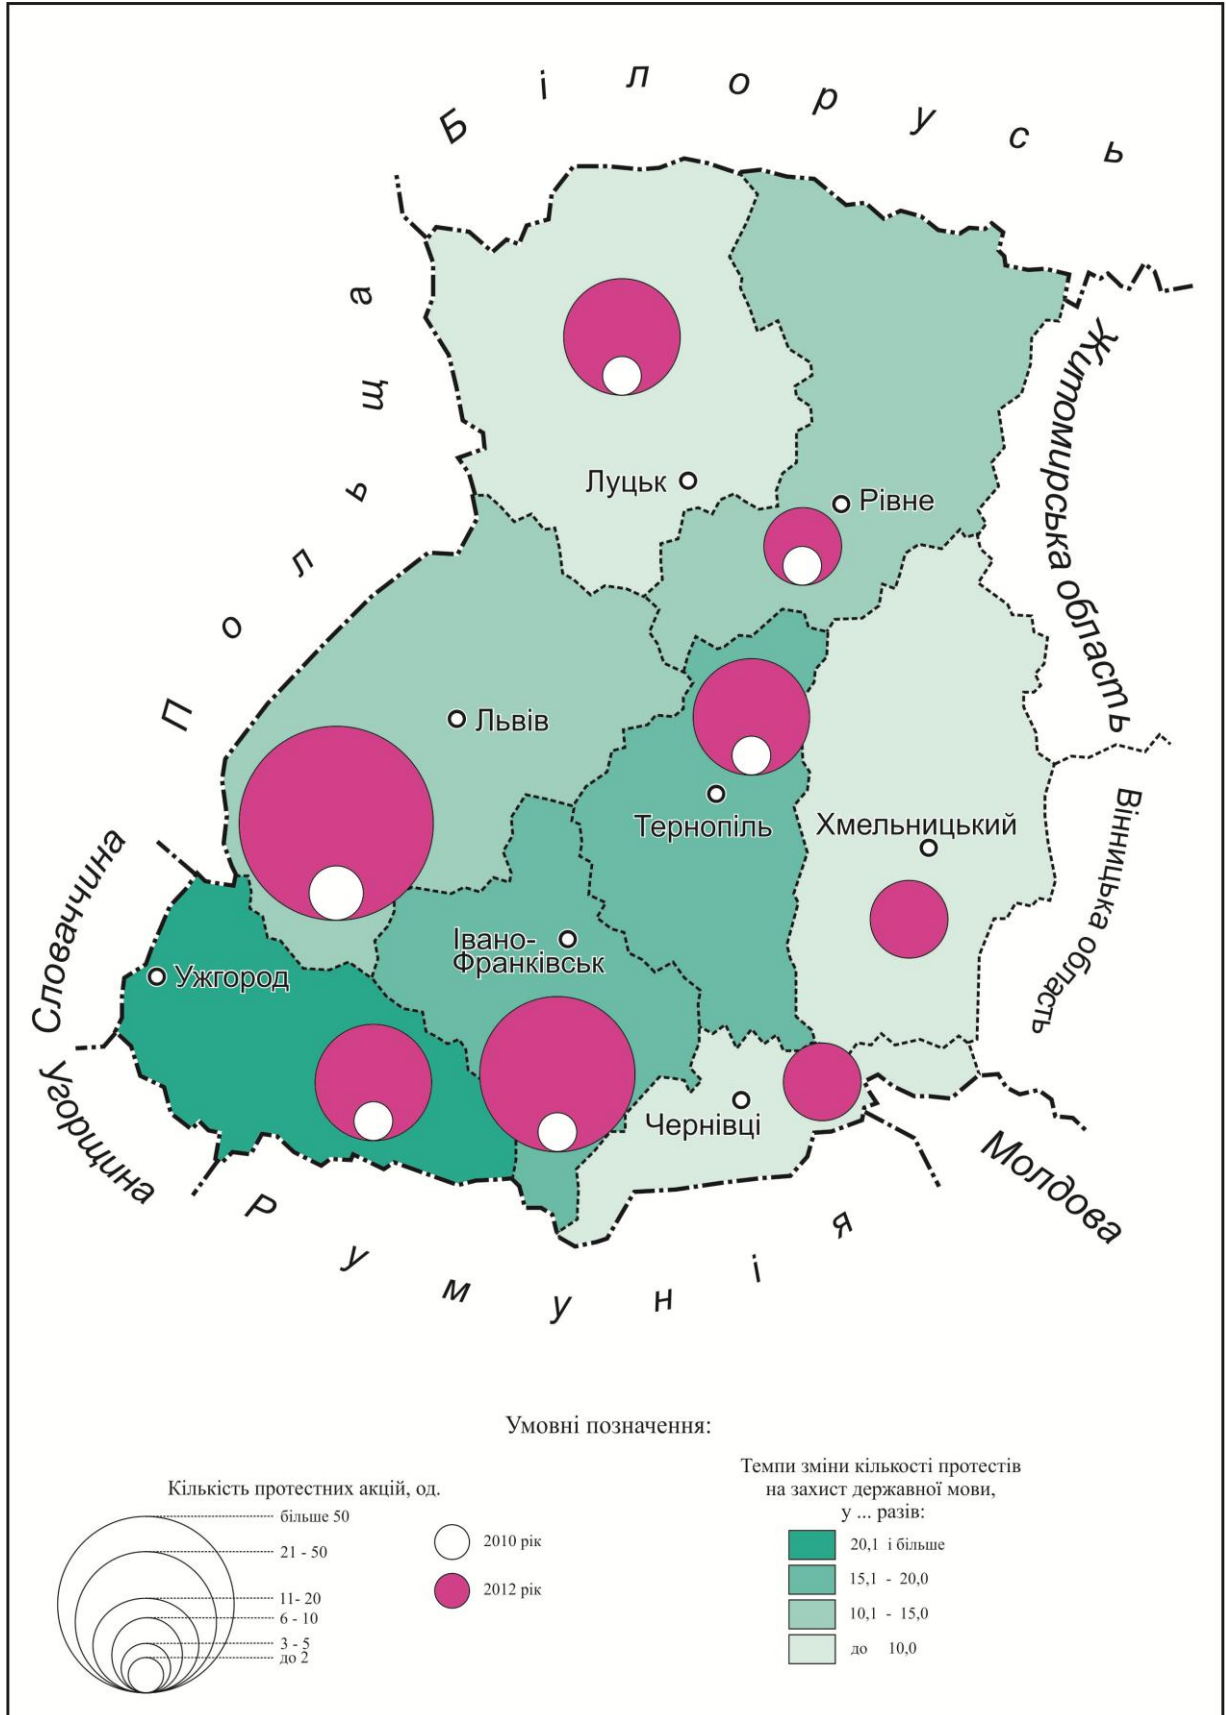 Білорусь
Польща
Житомирська область
Луцьк
Рівне
Львів
Тернопіль
Хмельницький
Вінницька область
Словаччина
Івано-
Франківськ
Ужгород
Угорщина
Чернівці
Молдова
Румунія
Умовні позначення:
Кількість протестних акцій, од.
більше 50
21 - 50
11- 20
6 - 10
3 - 5
до 2
2010 рік
2012 рік
Темпи зміни кількості протестів
на захист державної мови,
у ... разів:
20,1 і більше
15,1 - 20,0
10,1 - 15,0
до 10,0